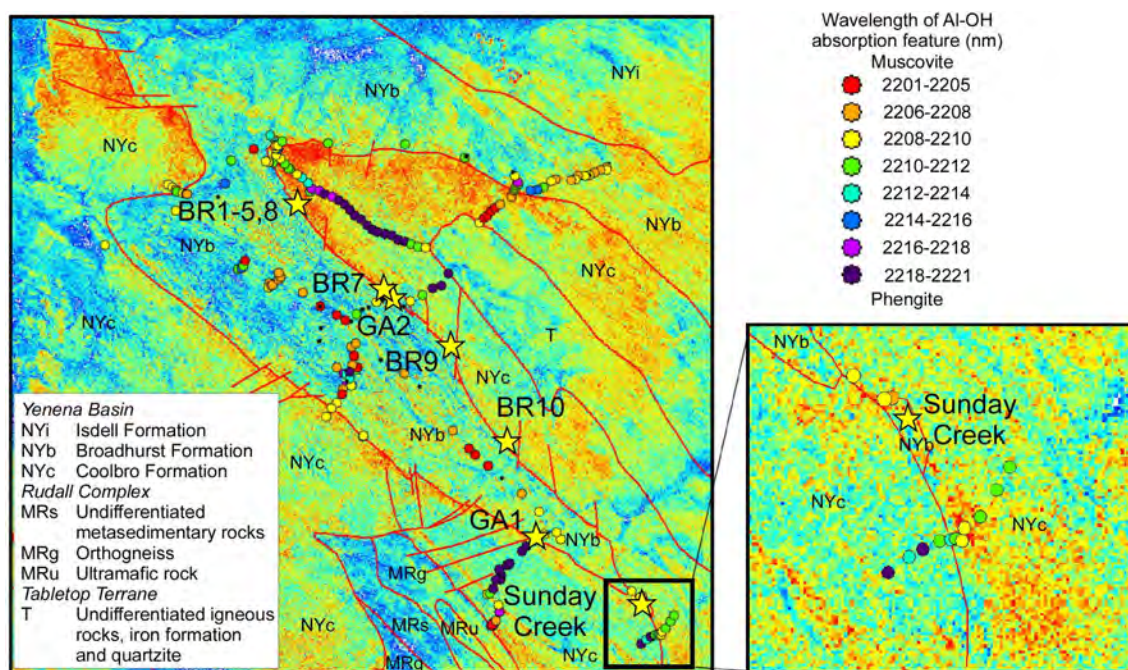 NYi
NYb
NYc
BR1-5,8
NYb
NYb
NYc
BR7
GA2
NYc
T
BR9
NYc
BR10
NYb
NYc
GA1
NYb
MRg
Sunday
Creek
NYc
MRs
MRu
NYc
MRg
Yenena Basin
NYi Isdell Formation
NYb Broadhurst Formation
NYc Coolbro Formation
Rudall Complex
MRs Undifferentiated
metasedimentary rocks
MRg Orthogneiss
MRu Ultramafic rock
Tabletop Terrane
T Undifferentiated igneous
rocks, iron formation
and quartzite
Wavelength of Al-OH
absorption feature (nm)
Muscovite
2201-2205
2206-2208
2208-2210
2210-2212
2212-2214
2214-2216
2216-2218
2218-2221
Phengite
NYb
Sunday
Creek
NYb
NYc
NYc